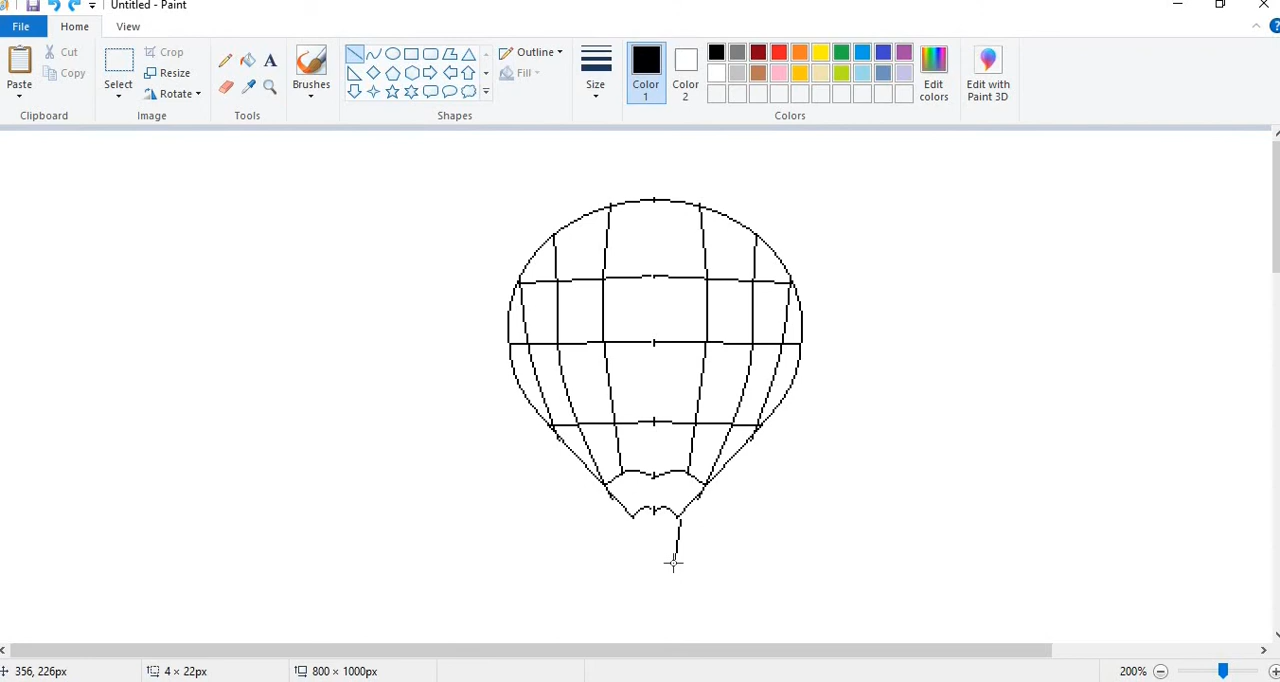 Untitled - Paint
File Home View
Cut
Copy
Paste
Clipboard
Select
Crop
Resize
Rotate
Image
Tools
Brushes
Outline
Fill
Shapes
Size
Color
1
Color
2
Edit
colors
Colors
Edit with
Paint 3D
356, 226px
4 × 22px
800 × 1000px
200%